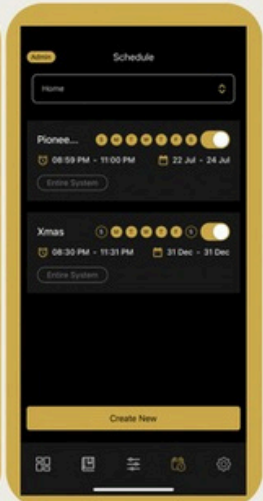 Admin
Schedule
Home
Pionee... S M T W T F S
08:59 PM - 11:00 PM 22 Jul - 24 Jul
Entire System
Xmas S M T W T F S
08:30 PM - 11:31 PM 31 Dec - 31 Dec
Entire System
Create New